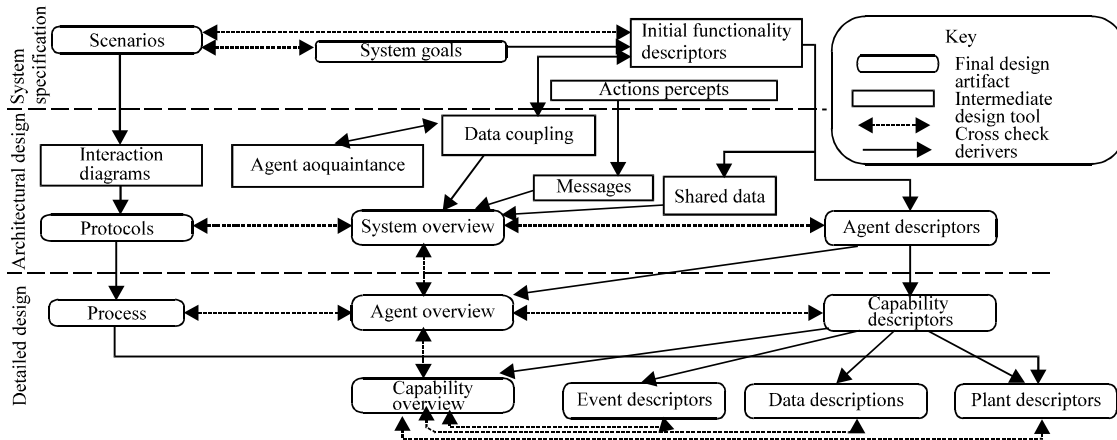 System
specification
Scenarios
System goals
Initial functionality
descriptors
Actions percepts
Key
Final design
artifact
Intermediate
design tool
Cross check
derivers
Architectural design
Interaction
diagrams
Agent aoquaintance
Data coupling
Messages
Shared data
Protocols
System overview
Agent descriptors
Detailed design
Process
Agent overview
Capability
descriptors
Capability
overview
Event descriptors
Data descriptions
Plant descriptors